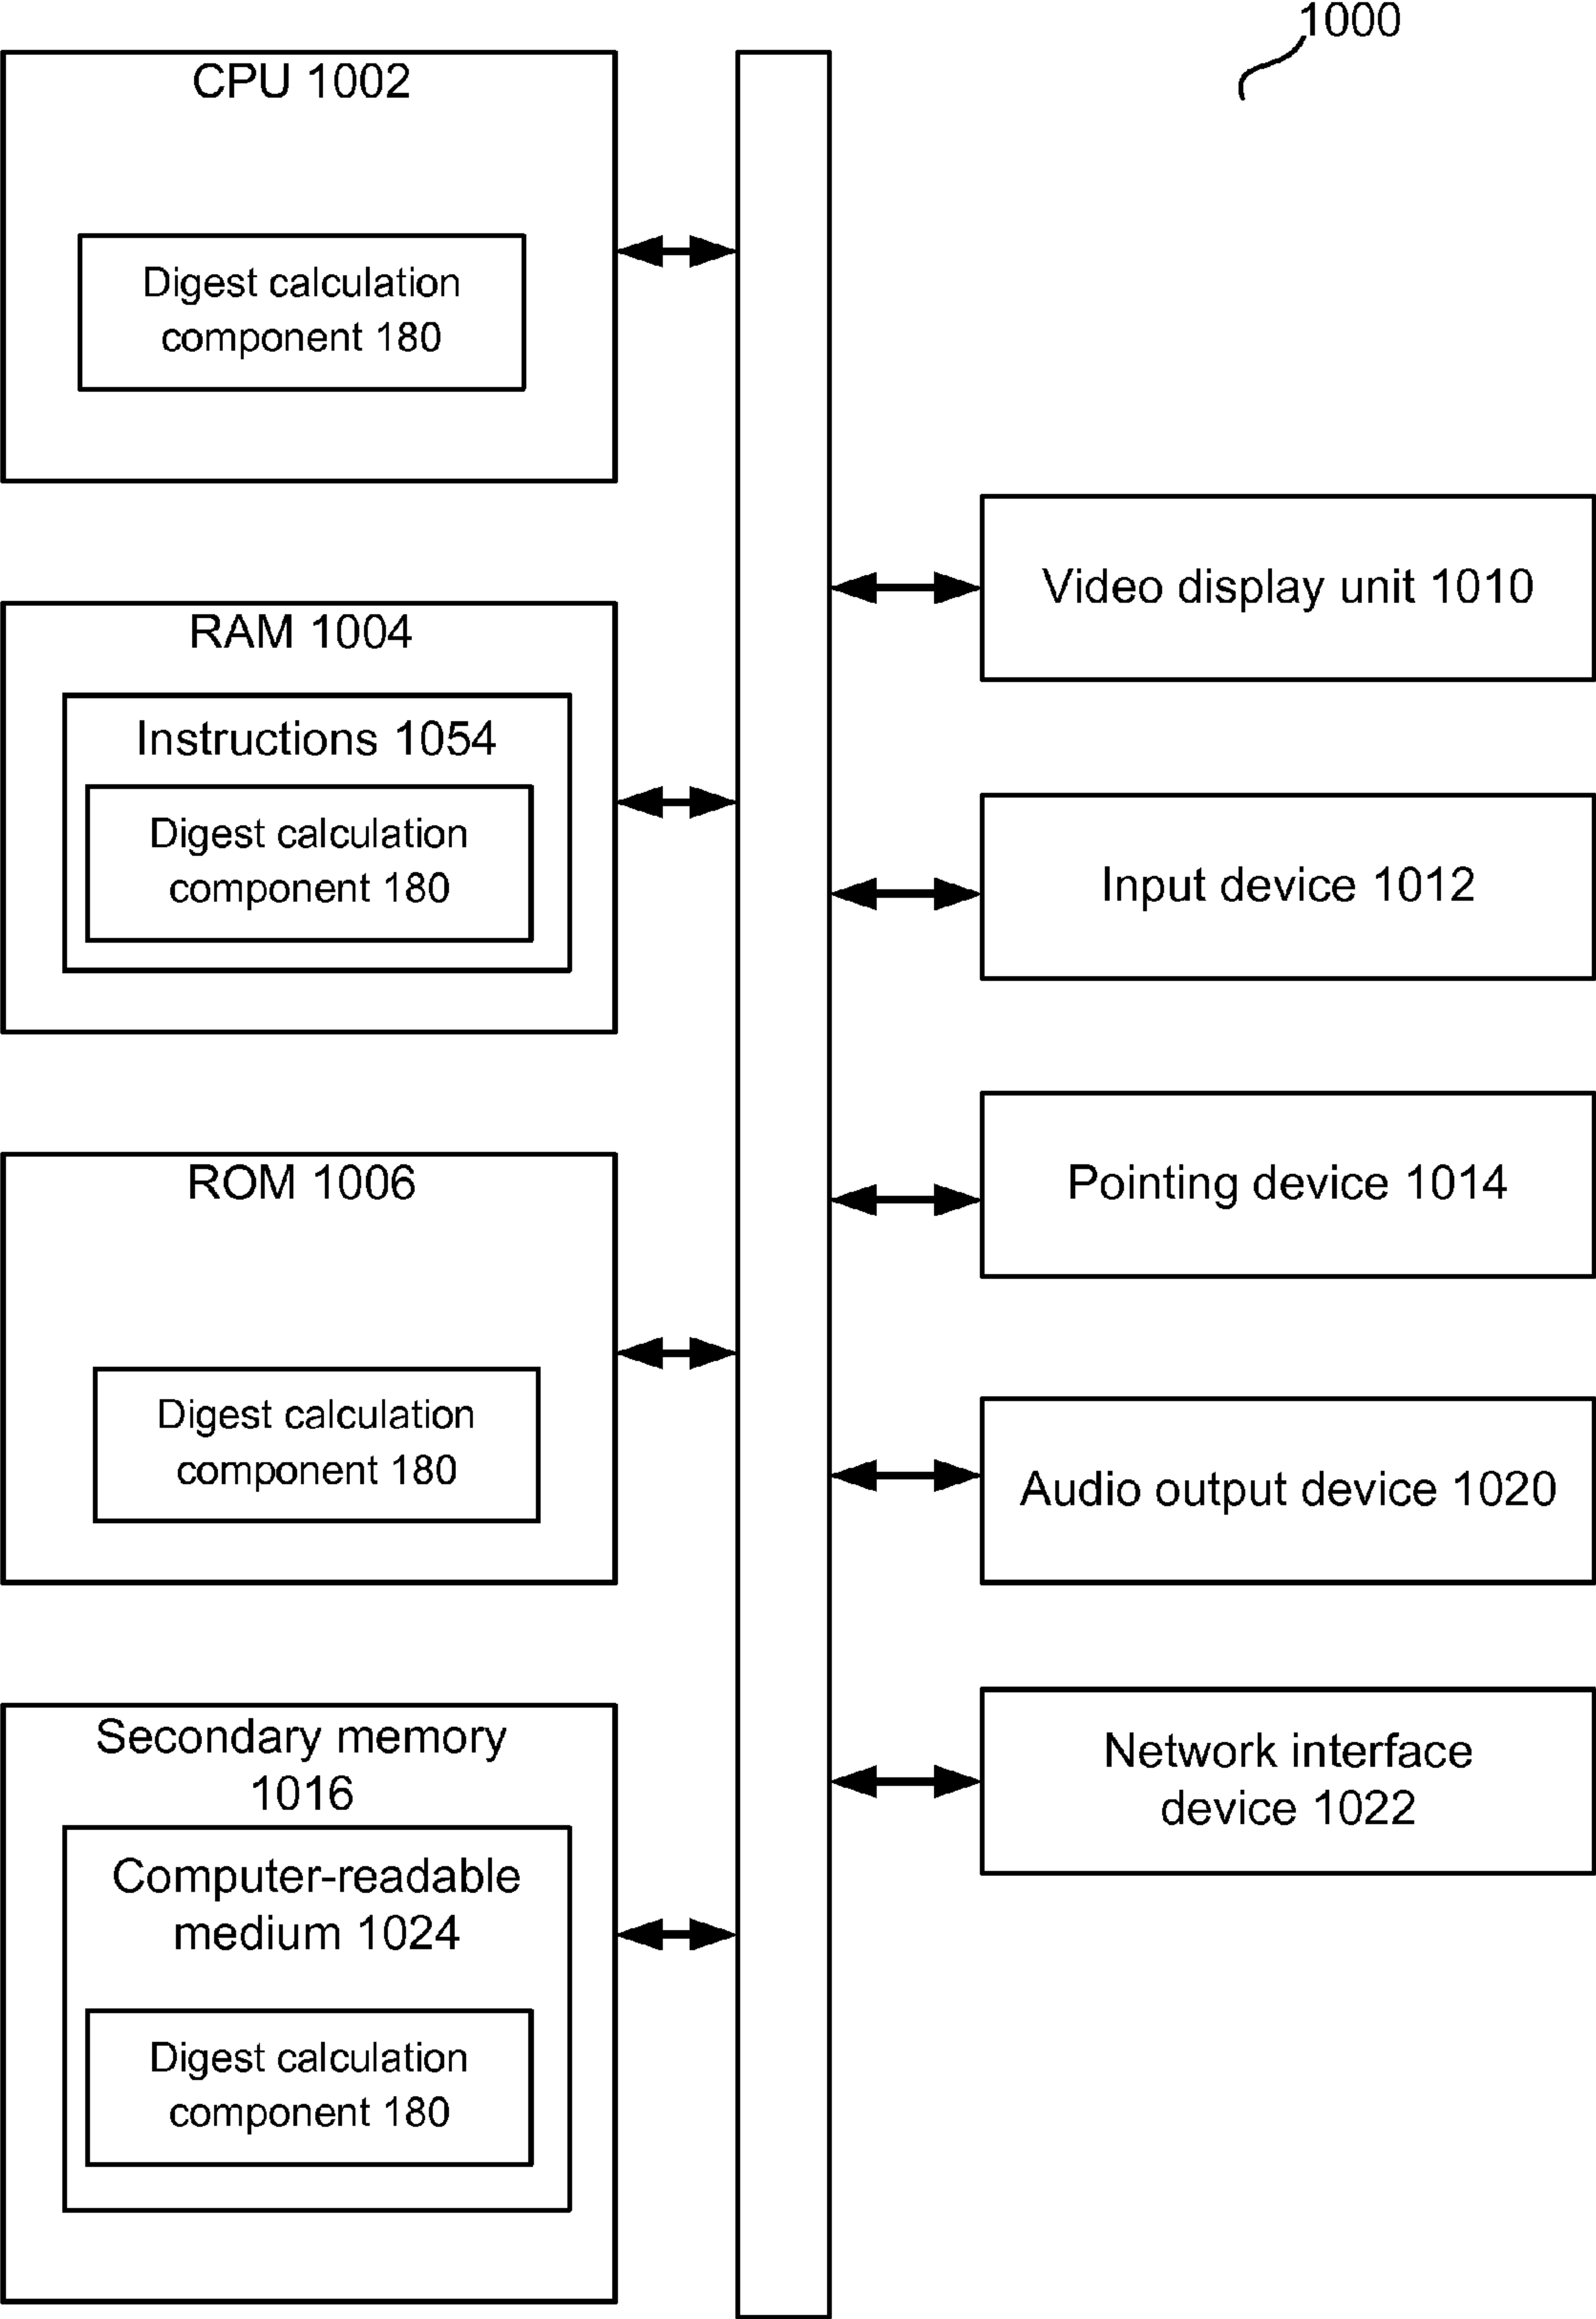 1000
CPU 1002
Digest calculation
component 180
RAM 1004
Instructions 1054
Digest calculation
component 180
ROM 1006
Digest calculation
component 180
Secondary memory
1016
Computer-readable
medium 1024
Digest calculation
component 180
Video display unit 1010
Input device 1012
Pointing device 1014
Audio output device 1020
Network interface
device 1022